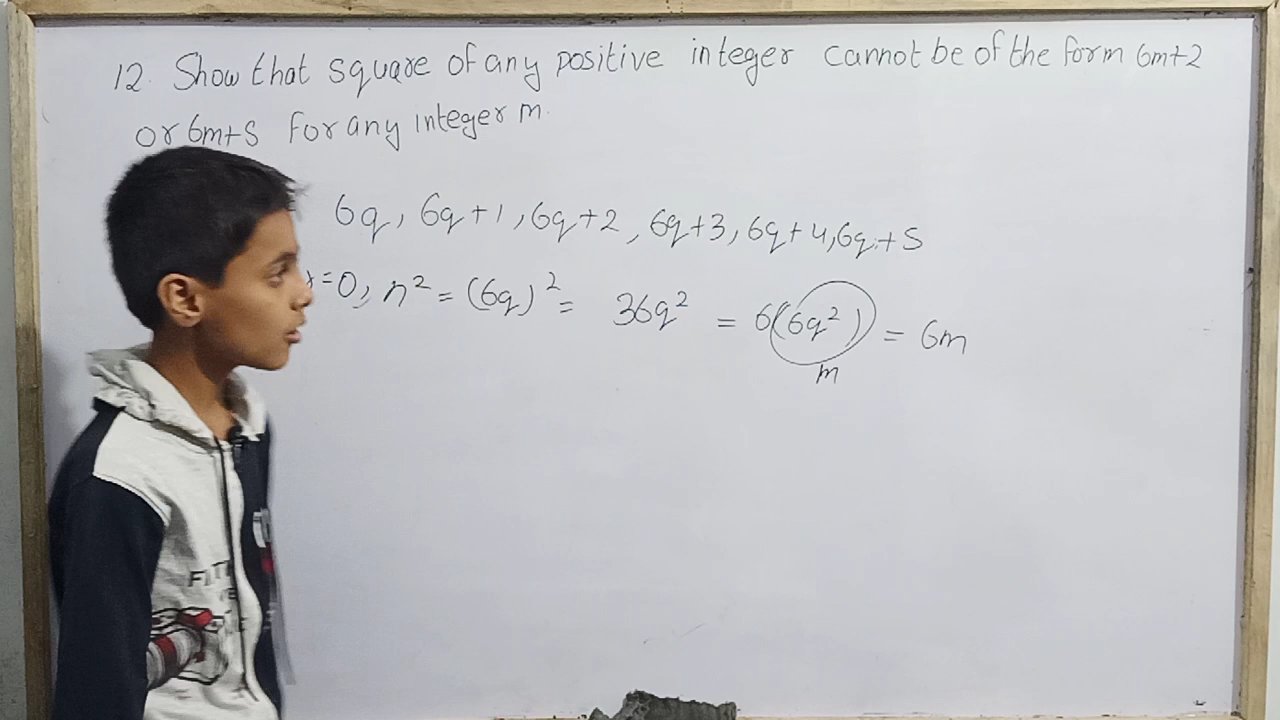 12. Show that square of any positive integer cannot be of the form 6m+2
or 6m+5 for any integer m.
6q, 6q+1, 6q+2, 6q+3, 6q+4, 6q+5
r=0, n² = (6q)² = 36q² = 6(6q²) = 6m
m